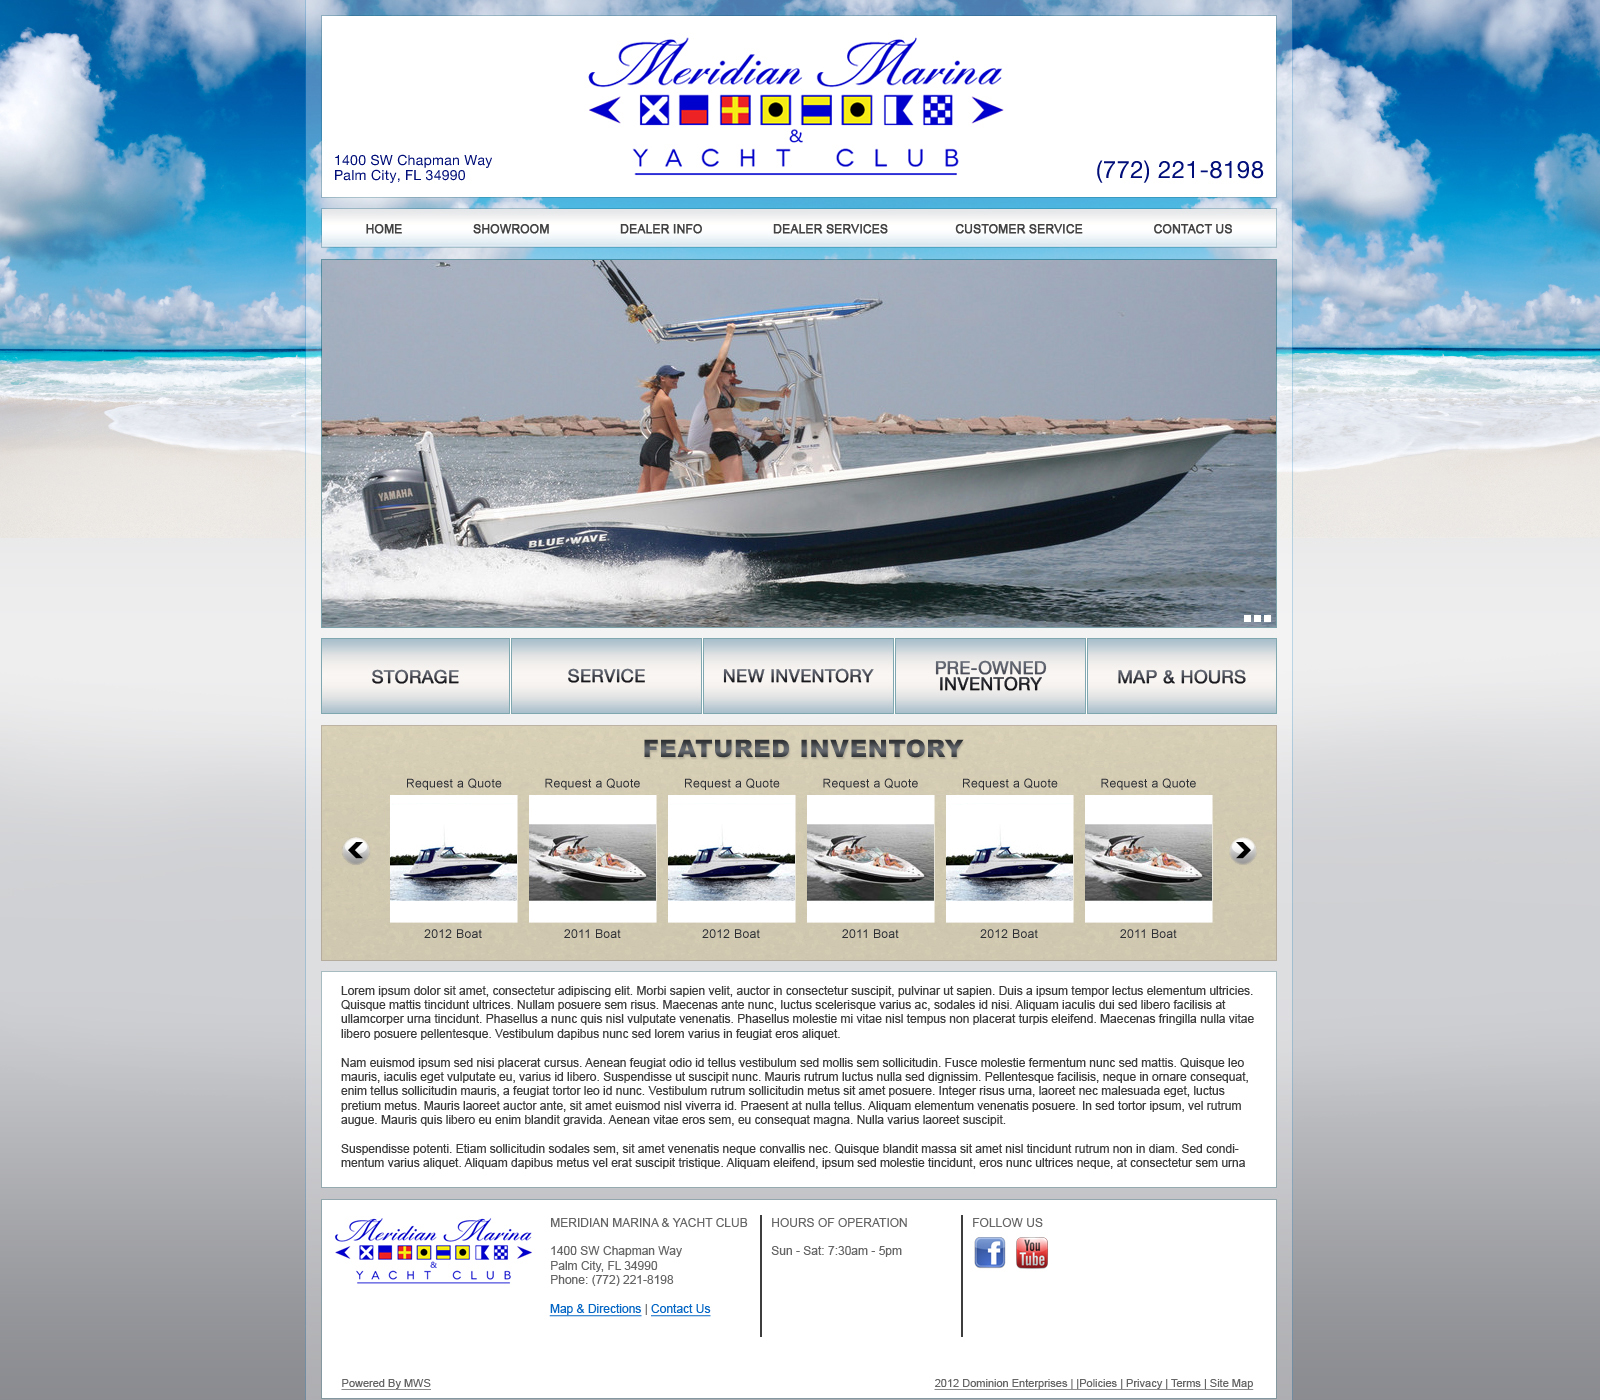 Meridian Marina
&
YACHT CLUB
1400 SW Chapman Way
Palm City, FL 34990
(772) 221-8198
HOME SHOWROOM DEALER INFO DEALER SERVICES CUSTOMER SERVICE CONTACT US
YAMAHA
BLUE WAVE
STORAGE SERVICE NEW INVENTORY PRE-OWNED INVENTORY MAP & HOURS
FEATURED INVENTORY
Request a Quote Request a Quote Request a Quote Request a Quote Request a Quote Request a Quote
2012 Boat 2011 Boat 2012 Boat 2011 Boat 2012 Boat 2011 Boat
Lorem ipsum dolor sit amet, consectetur adipiscing elit. Morbi sapien velit, auctor in consectetur suscipit, pulvinar ut sapien. Duis a ipsum tempor lectus elementum ultricies.
Quisque mattis tincidunt ultrices. Nullam posuere sem risus. Maecenas ante nunc, luctus scelerisque varius ac, sodales id nisi. Aliquam iaculis dui sed libero facilisis at
ullamcorper urna tincidunt. Phasellus a nunc quis nisl vulputate venenatis. Phasellus molestie mi vitae nisl tempus non placerat turpis eleifend. Maecenas fringilla nulla vitae
libero posuere pellentesque. Vestibulum dapibus nunc sed lorem varius in feugiat eros aliquet.
Nam euismod ipsum sed nisi placerat cursus. Aenean feugiat odio id tellus vestibulum sed mollis sem sollicitudin. Fusce molestie fermentum nunc sed mattis. Quisque leo
mauris, iaculis eget vulputate eu, varius id libero. Suspendisse ut suscipit nunc. Mauris rutrum luctus nulla sed dignissim. Pellentesque facilisis, neque in ornare consequat,
enim tellus sollicitudin mauris, a feugiat tortor leo id nunc. Vestibulum rutrum sollicitudin metus sit amet posuere. Integer risus urna, laoreet nec malesuada eget, luctus
pretium metus. Mauris laoreet auctor ante, sit amet euismod nisl viverra id. Praesent at nulla tellus. Aliquam elementum venenatis posuere. In sed tortor ipsum, vel rutrum
augue. Mauris quis libero eu enim blandit gravida. Aenean vitae eros sem, eu consequat magna. Nulla varius laoreet suscipit.
Suspendisse potenti. Etiam sollicitudin sodales sem, sit amet venenatis neque convallis nec. Quisque blandit massa sit amet nisl tincidunt rutrum non in diam. Sed condi-
mentum varius aliquet. Aliquam dapibus metus vel erat suscipit tristique. Aliquam eleifend, ipsum sed molestie tincidunt, eros nunc ultrices neque, at consectetur sem urna
Meridian Marina
&
YACHT CLUB
MERIDIAN MARINA & YACHT CLUB
1400 SW Chapman Way
Palm City, FL 34990
Phone: (772) 221-8198
Map & Directions | Contact Us
HOURS OF OPERATION
Sun - Sat: 7:30am - 5pm
FOLLOW US
f You
Tube
Powered By MWS
2012 Dominion Enterprises | |Policies | Privacy | Terms | Site Map